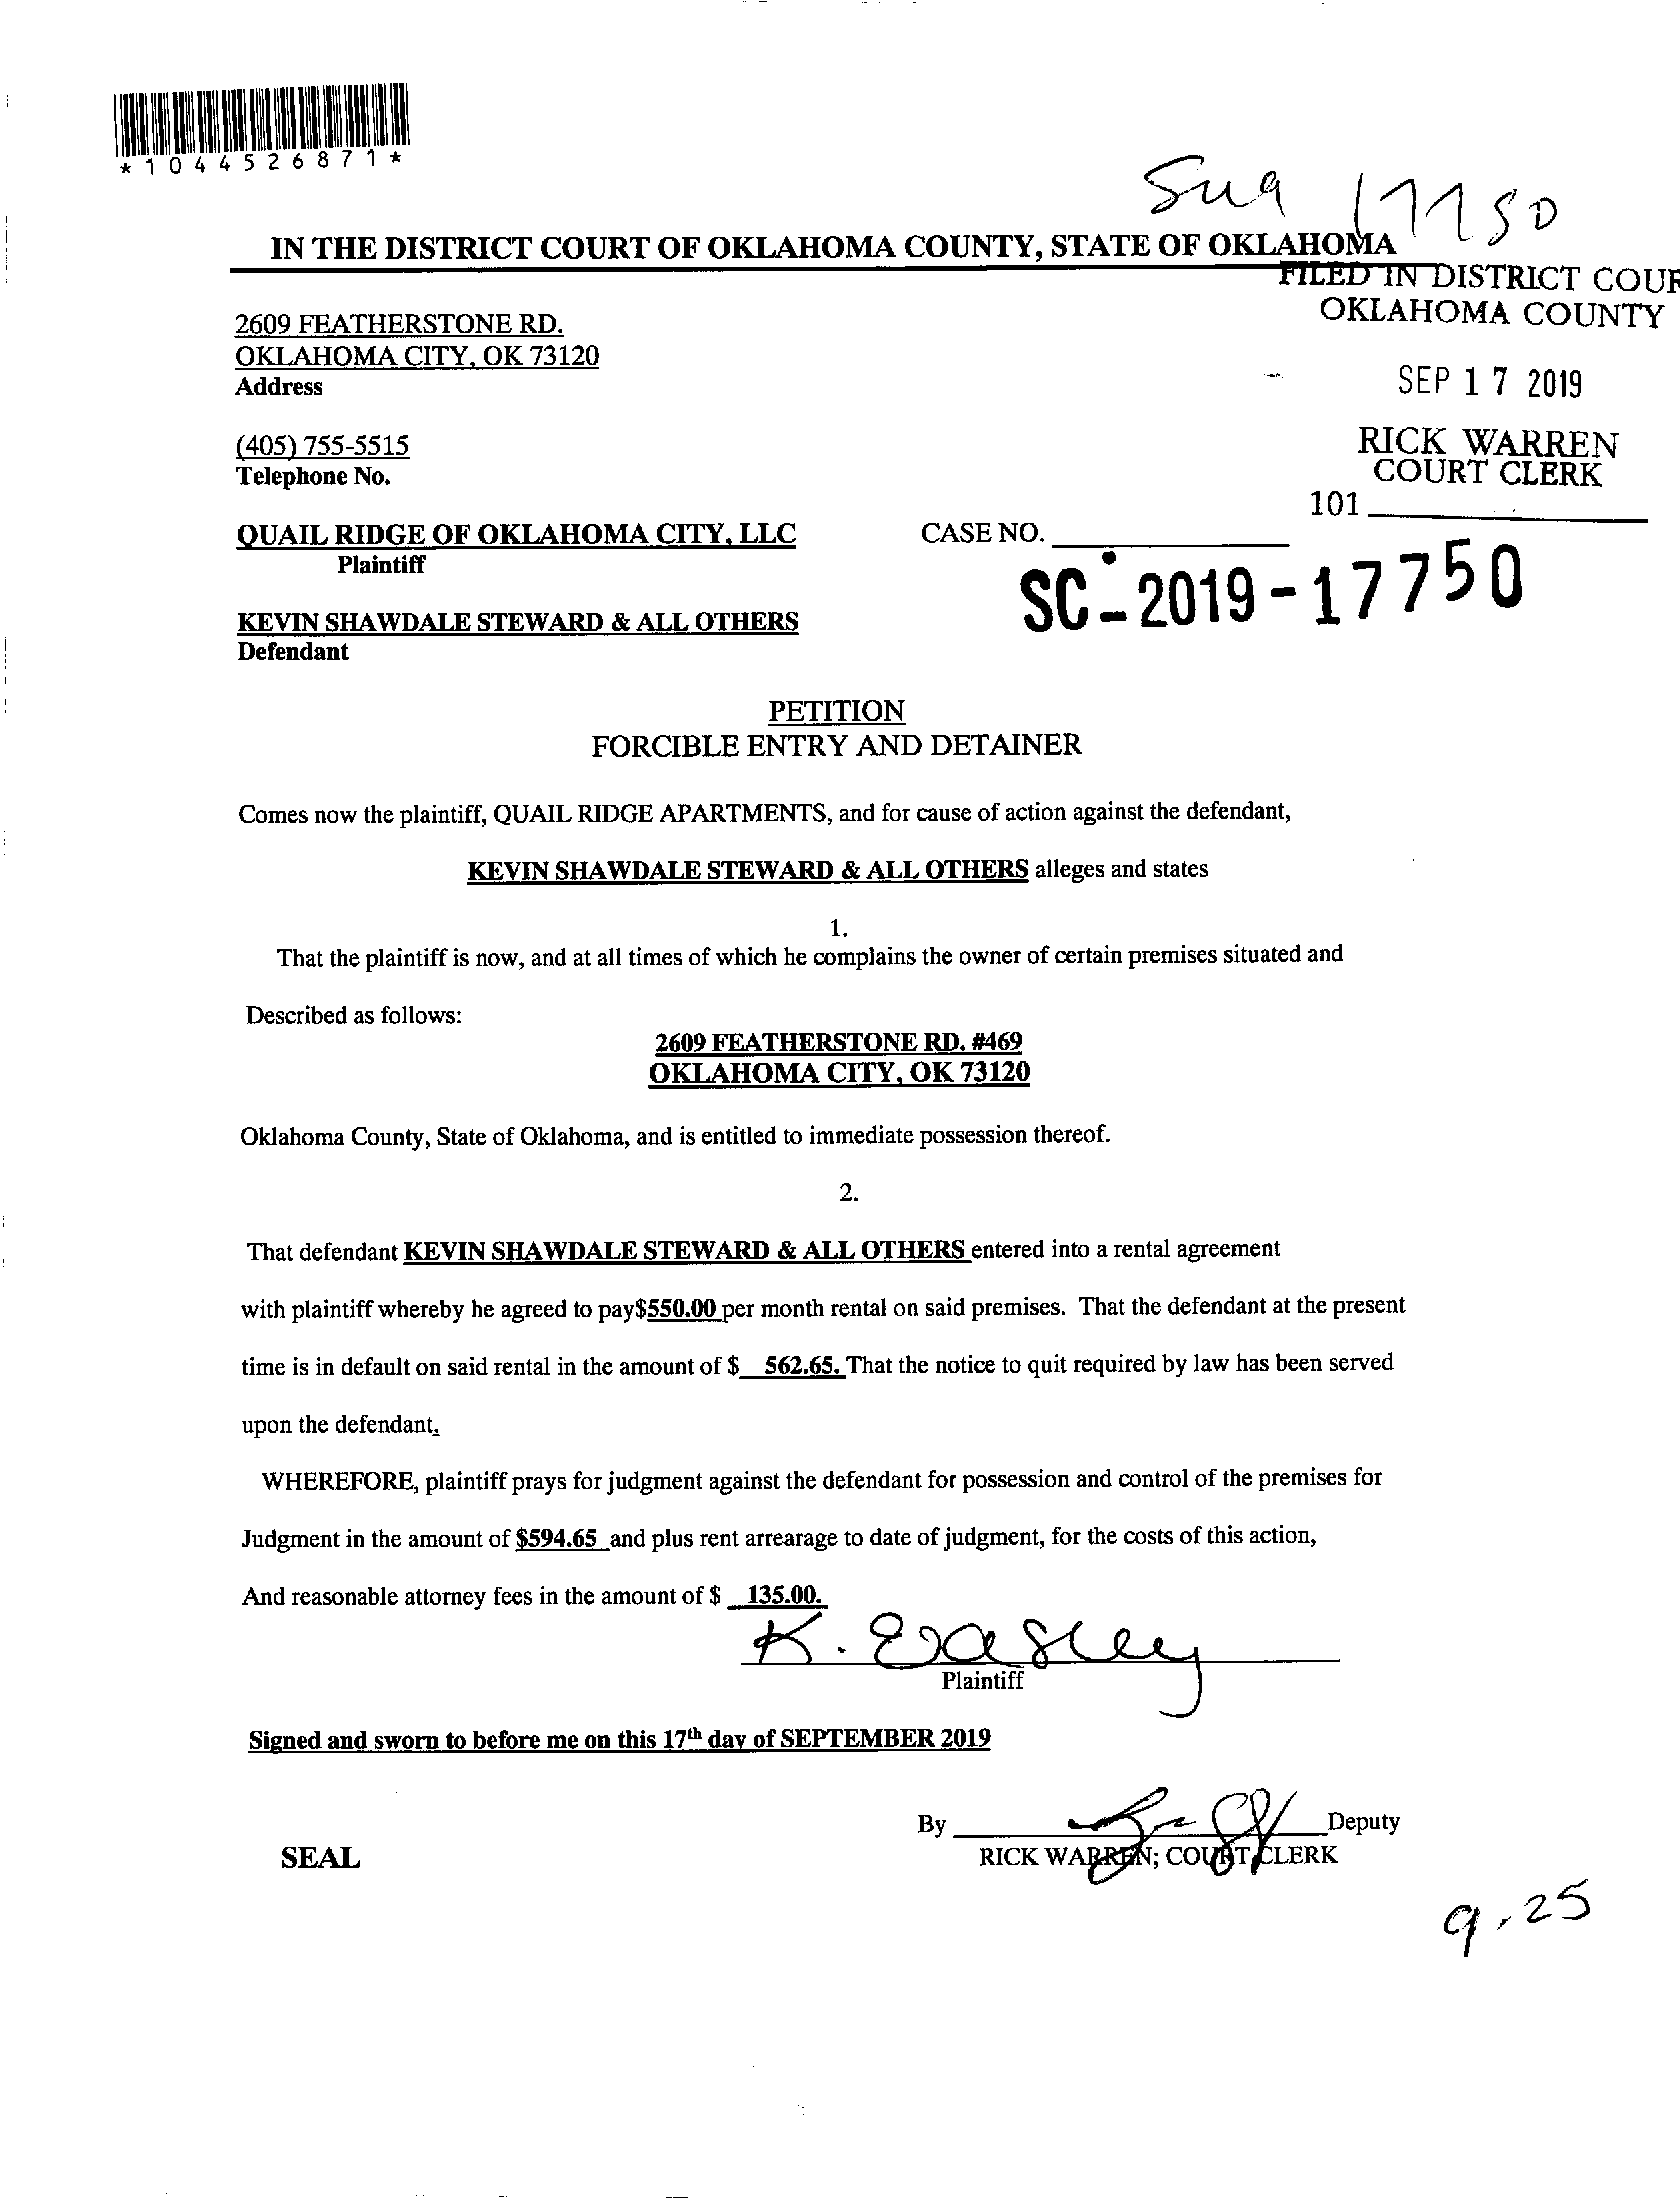 *1044526871*
17750
IN THE DISTRICT COURT OF OKLAHOMA COUNTY, STATE OF OKLAHOMA
FILED IN DISTRICT COUR
OKLAHOMA COUNTY
2609 FEATHERSTONE RD.
OKLAHOMA CITY, OK 73120
Address
SEP 17 2019
(405) 755-5515
Telephone No.
RICK WARREN
COURT CLERK
101
QUAIL RIDGE OF OKLAHOMA CITY, LLC
Plaintiff
CASE NO.
SC-2019-17750
KEVIN SHAWDALE STEWARD & ALL OTHERS
Defendant
PETITION
FORCIBLE ENTRY AND DETAINER
Comes now the plaintiff, QUAIL RIDGE APARTMENTS, and for cause of action against the defendant,
KEVIN SHAWDALE STEWARD & ALL OTHERS alleges and states
1.
That the plaintiff is now, and at all times of which he complains the owner of certain premises situated and
Described as follows:
2609 FEATHERSTONE RD. #469
OKLAHOMA CITY, OK 73120
Oklahoma County, State of Oklahoma, and is entitled to immediate possession thereof.
2.
That defendant KEVIN SHAWDALE STEWARD & ALL OTHERS entered into a rental agreement
with plaintiff whereby he agreed to pay$550.00 per month rental on said premises. That the defendant at the present
time is in default on said rental in the amount of $ 562.65. That the notice to quit required by law has been served
upon the defendant.
WHEREFORE, plaintiff prays for judgment against the defendant for possession and control of the premises for
Judgment in the amount of $594.65 and plus rent arrearage to date of judgment, for the costs of this action,
And reasonable attorney fees in the amount of $ 135.00.
K. Easley
Plaintiff
Signed and sworn to before me on this 17th day of SEPTEMBER 2019
By Deputy
SEAL
RICK WARREN; COURT CLERK
9.25